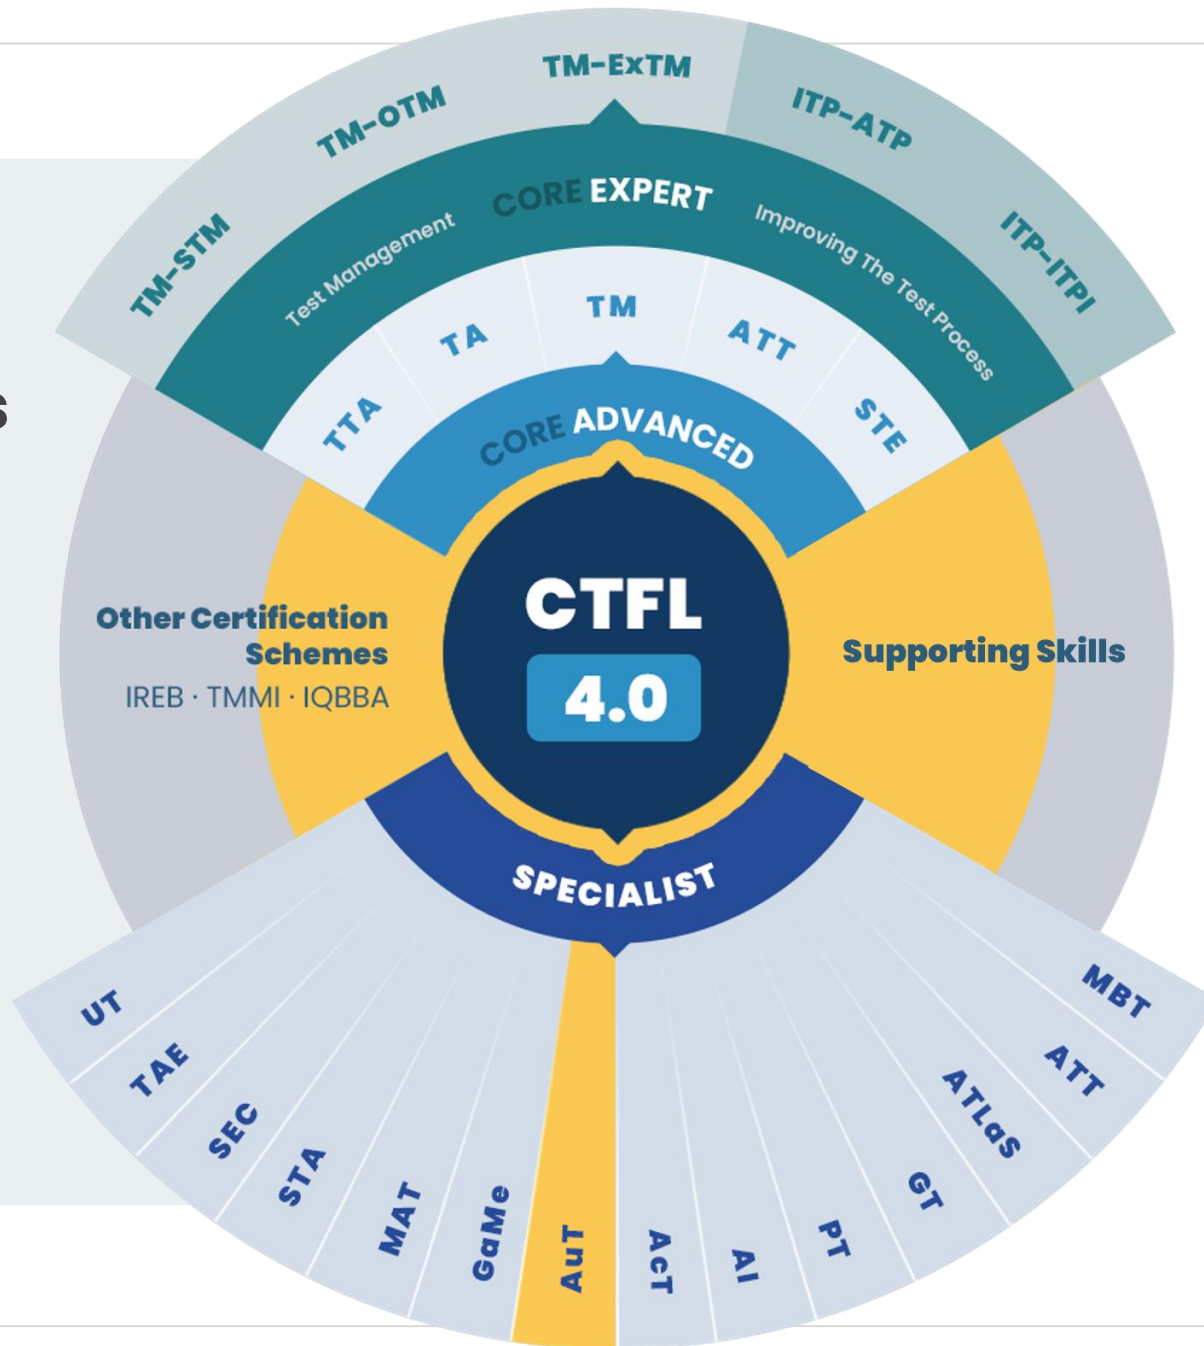 TM-STM
TM-OTM
TM-ExTM
ITP-ATP
ITP-ITPI
CORE EXPERT
Test Management
Improving The Test Process
TTA
TA
TM
ATT
STE
CORE ADVANCED
s
CTFL
4.0
Other Certification
Schemes
IREB · TMMI · IQBBA
Supporting Skills
SPECIALIST
UT
TAE
SEC
STA
MAT
GaMe
AuT
AcT
AI
PT
GT
ATLaS
ATT
MBT